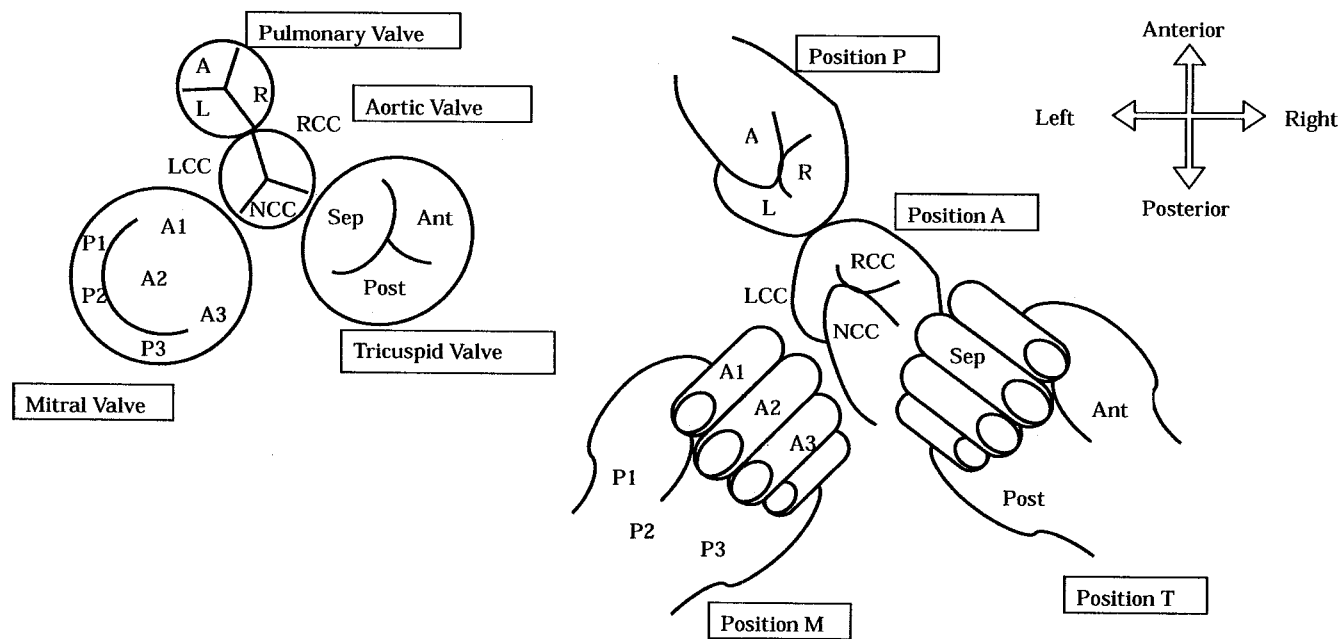 Pulmonary Valve
A
L
R
Aortic Valve
RCC
LCC
NCC
Sep
Ant
Post
Tricuspid Valve
A1
P1
A2
P2
A3
P3
Mitral Valve
Position P
A
R
L
Position A
RCC
LCC
NCC
Sep
Ant
Post
Position T
A1
A2
A3
P1
P2
P3
Position M
Anterior
Left
Right
Posterior